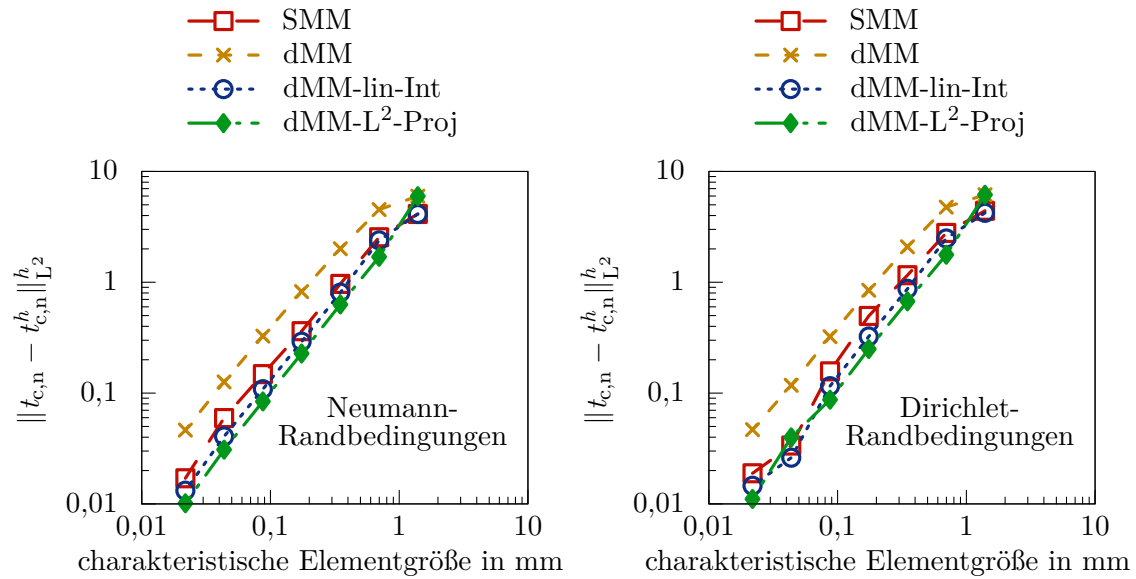 SMM
dMM
dMM-lin-Int
dMM-L²-Proj
10
1
0,1
0,01
‖ t_c,n − t^h_c,n ‖^h_L²
Neumann-
Randbedingungen
0,01
0,1
1
10
charakteristische Elementgröße in mm
SMM
dMM
dMM-lin-Int
dMM-L²-Proj
10
1
0,1
0,01
‖ t_c,n − t^h_c,n ‖^h_L²
Dirichlet-
Randbedingungen
0,01
0,1
1
10
charakteristische Elementgröße in mm